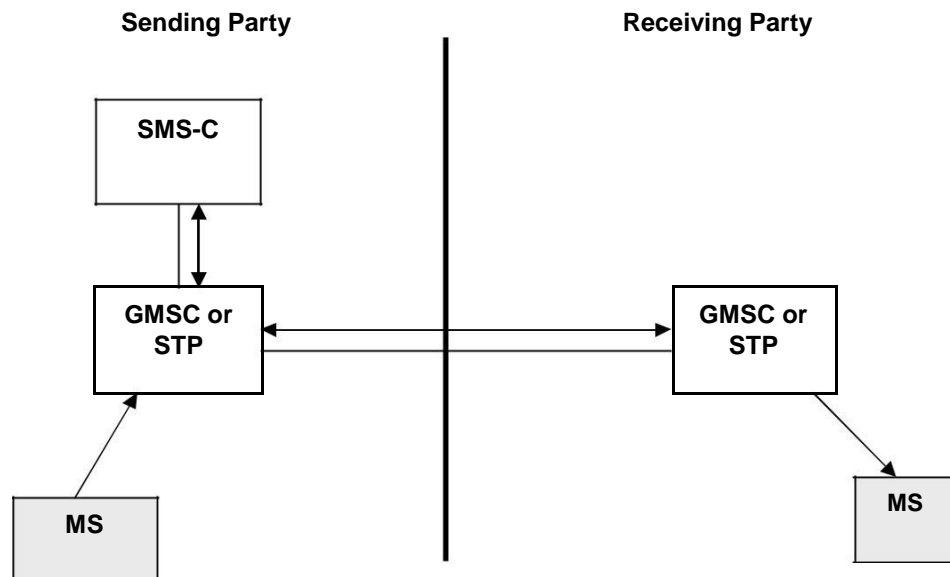 Sending Party
Receiving Party
SMS-C
GMSC or
STP
GMSC or
STP
MS
MS